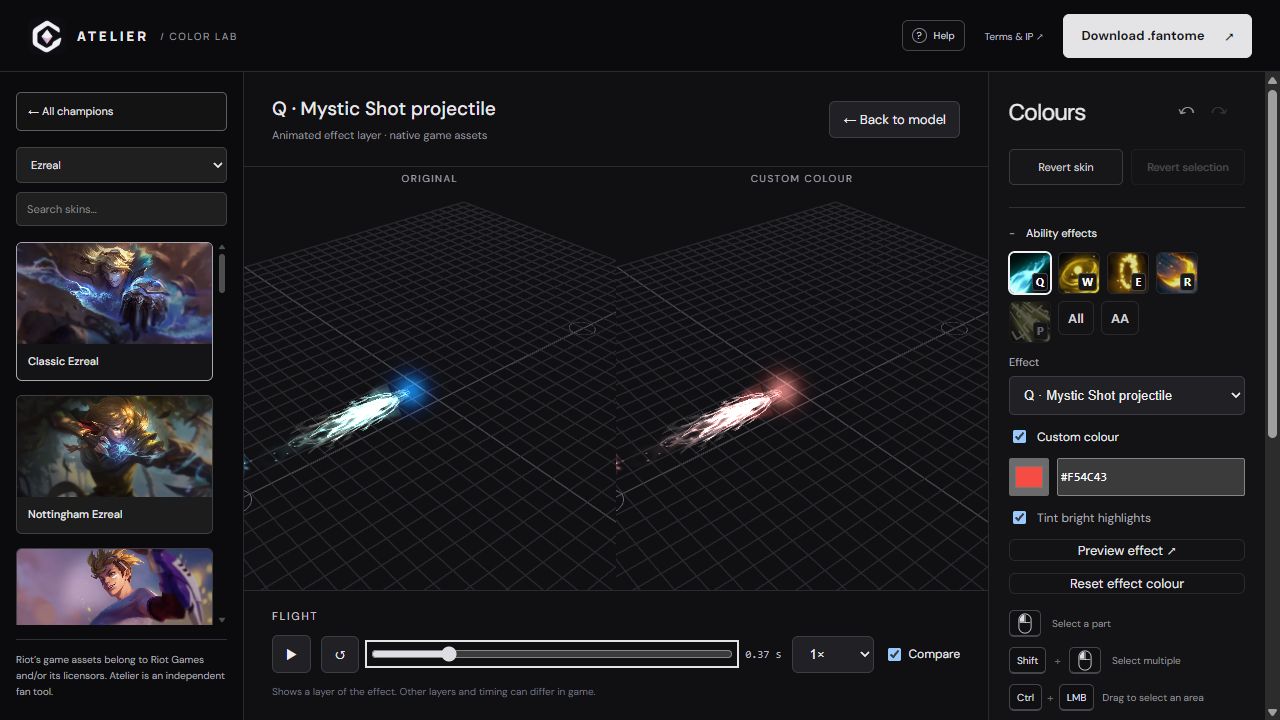 ATELIER / COLOR LAB
? Help
Terms & IP ↗
Download .fantome ↗
← All champions
Ezreal
Search skins...
Classic Ezreal
Nottingham Ezreal
Riot's game assets belong to Riot Games
and/or its licensors. Atelier is an independent
fan tool.
Q · Mystic Shot projectile
Animated effect layer · native game assets
← Back to model
ORIGINAL
CUSTOM COLOUR
FLIGHT
0.37 s
1×
Compare
Shows a layer of the effect. Other layers and timing can differ in game.
Colours
Revert skin
Revert selection
− Ability effects
Q
W
E
R
P
All
AA
Effect
Q · Mystic Shot projectile
Custom colour
#F54C43
Tint bright highlights
Preview effect ↗
Reset effect colour
Select a part
Shift + Select multiple
Ctrl + LMB Drag to select an area